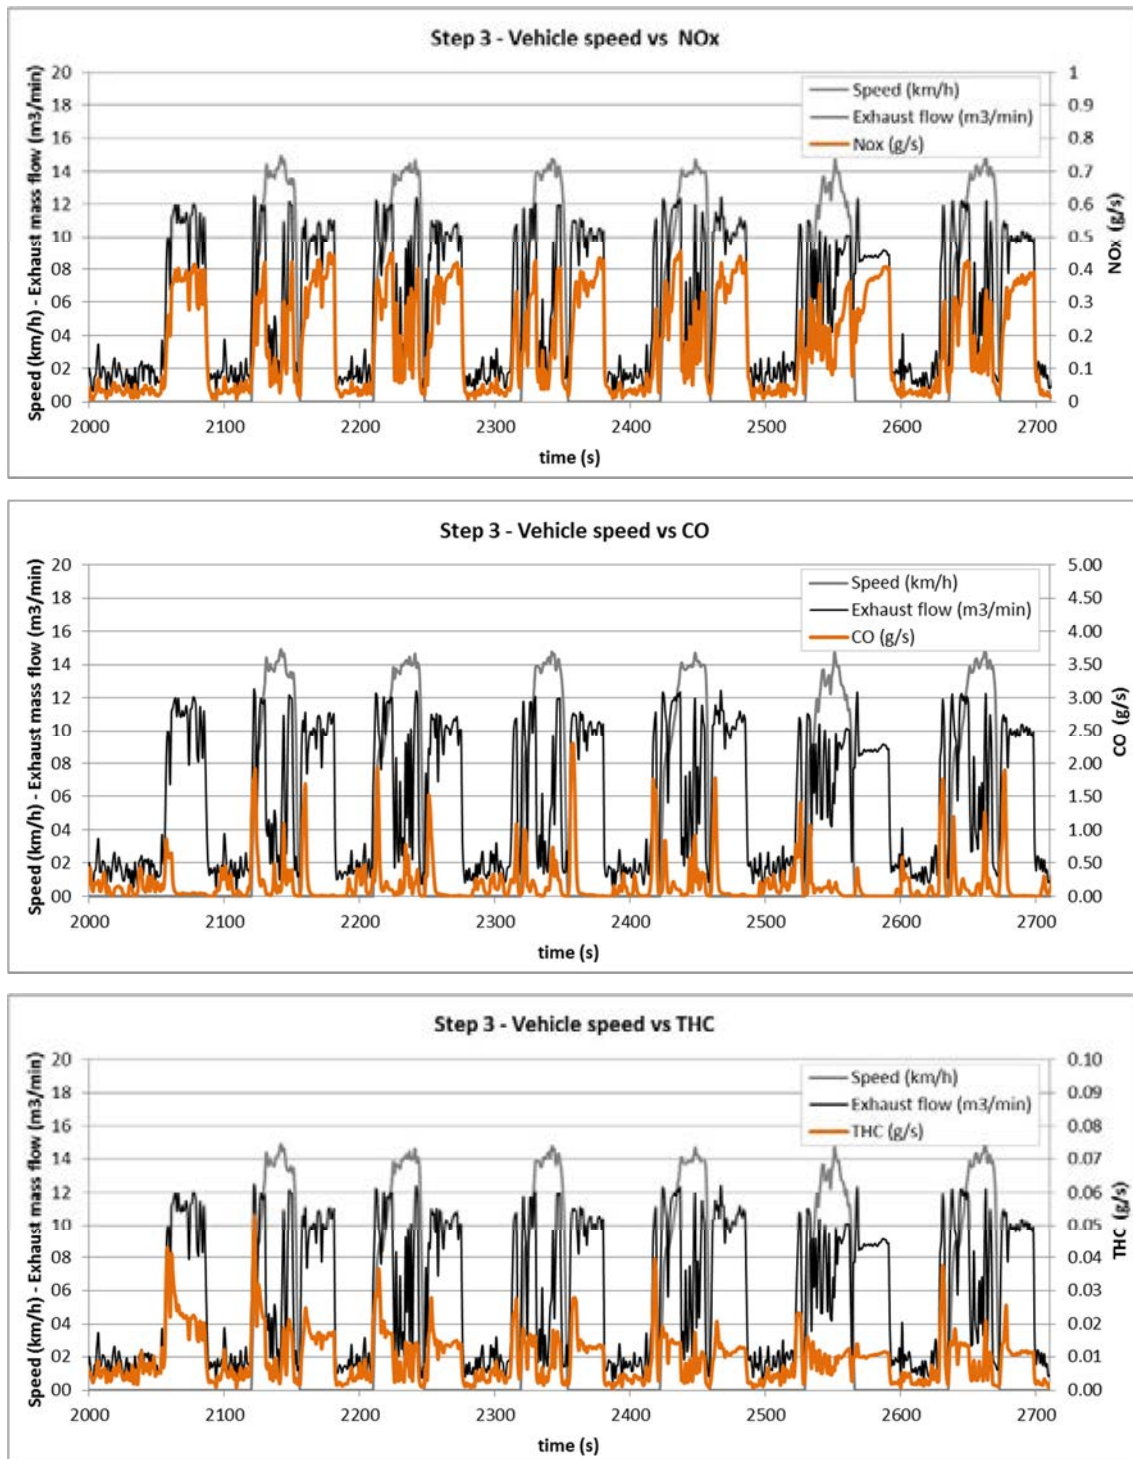 Step 3 - Vehicle speed vs NOx
Speed (km/h) - Exhaust mass flow (m3/min)
20
18
16
14
12
10
08
06
04
02
00
Speed (km/h)
Exhaust flow (m3/min)
Nox (g/s)
1
0.9
0.8
0.7
0.6
0.5
0.4
0.3
0.2
0.1
0
NOx (g/s)
2000 2100 2200 2300 2400 2500 2600 2700
time (s)
Step 3 - Vehicle speed vs CO
Speed (km/h) - Exhaust mass flow (m3/min)
20
18
16
14
12
10
08
06
04
02
00
Speed (km/h)
Exhaust flow (m3/min)
CO (g/s)
5.00
4.50
4.00
3.50
3.00
2.50
2.00
1.50
1.00
0.50
0.00
CO (g/s)
2000 2100 2200 2300 2400 2500 2600 2700
time (s)
Step 3 - Vehicle speed vs THC
Speed (km/h) - Exhaust mass flow (m3/min)
20
18
16
14
12
10
08
06
04
02
00
Speed (km/h)
Exhaust flow (m3/min)
THC (g/s)
0.10
0.09
0.08
0.07
0.06
0.05
0.04
0.03
0.02
0.01
0.00
THC (g/s)
2000 2100 2200 2300 2400 2500 2600 2700
time (s)